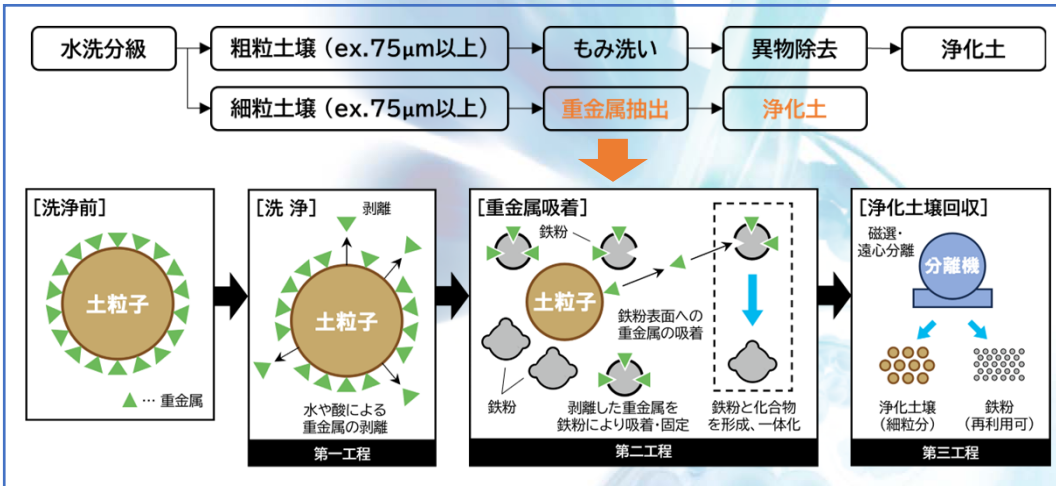 水洗分級
粗粒土壌（ex.75μm以上）
もみ洗い
異物除去
浄化土
細粒土壌（ex.75μm以上）
重金属抽出
浄化土
［洗浄前］
土粒子
▲ … 重金属
［洗 浄］
剥離
土粒子
水や酸による
重金属の剥離
第一工程
［重金属吸着］
鉄粉
土粒子
鉄粉表面への
重金属の吸着
鉄粉
剥離した重金属を
鉄粉により吸着・固定
鉄粉と化合物
を形成、一体化
第二工程
［浄化土壌回収］
磁選・
遠心分離
分離機
浄化土壌
（細粒分）
鉄粉
（再利用可）
第三工程